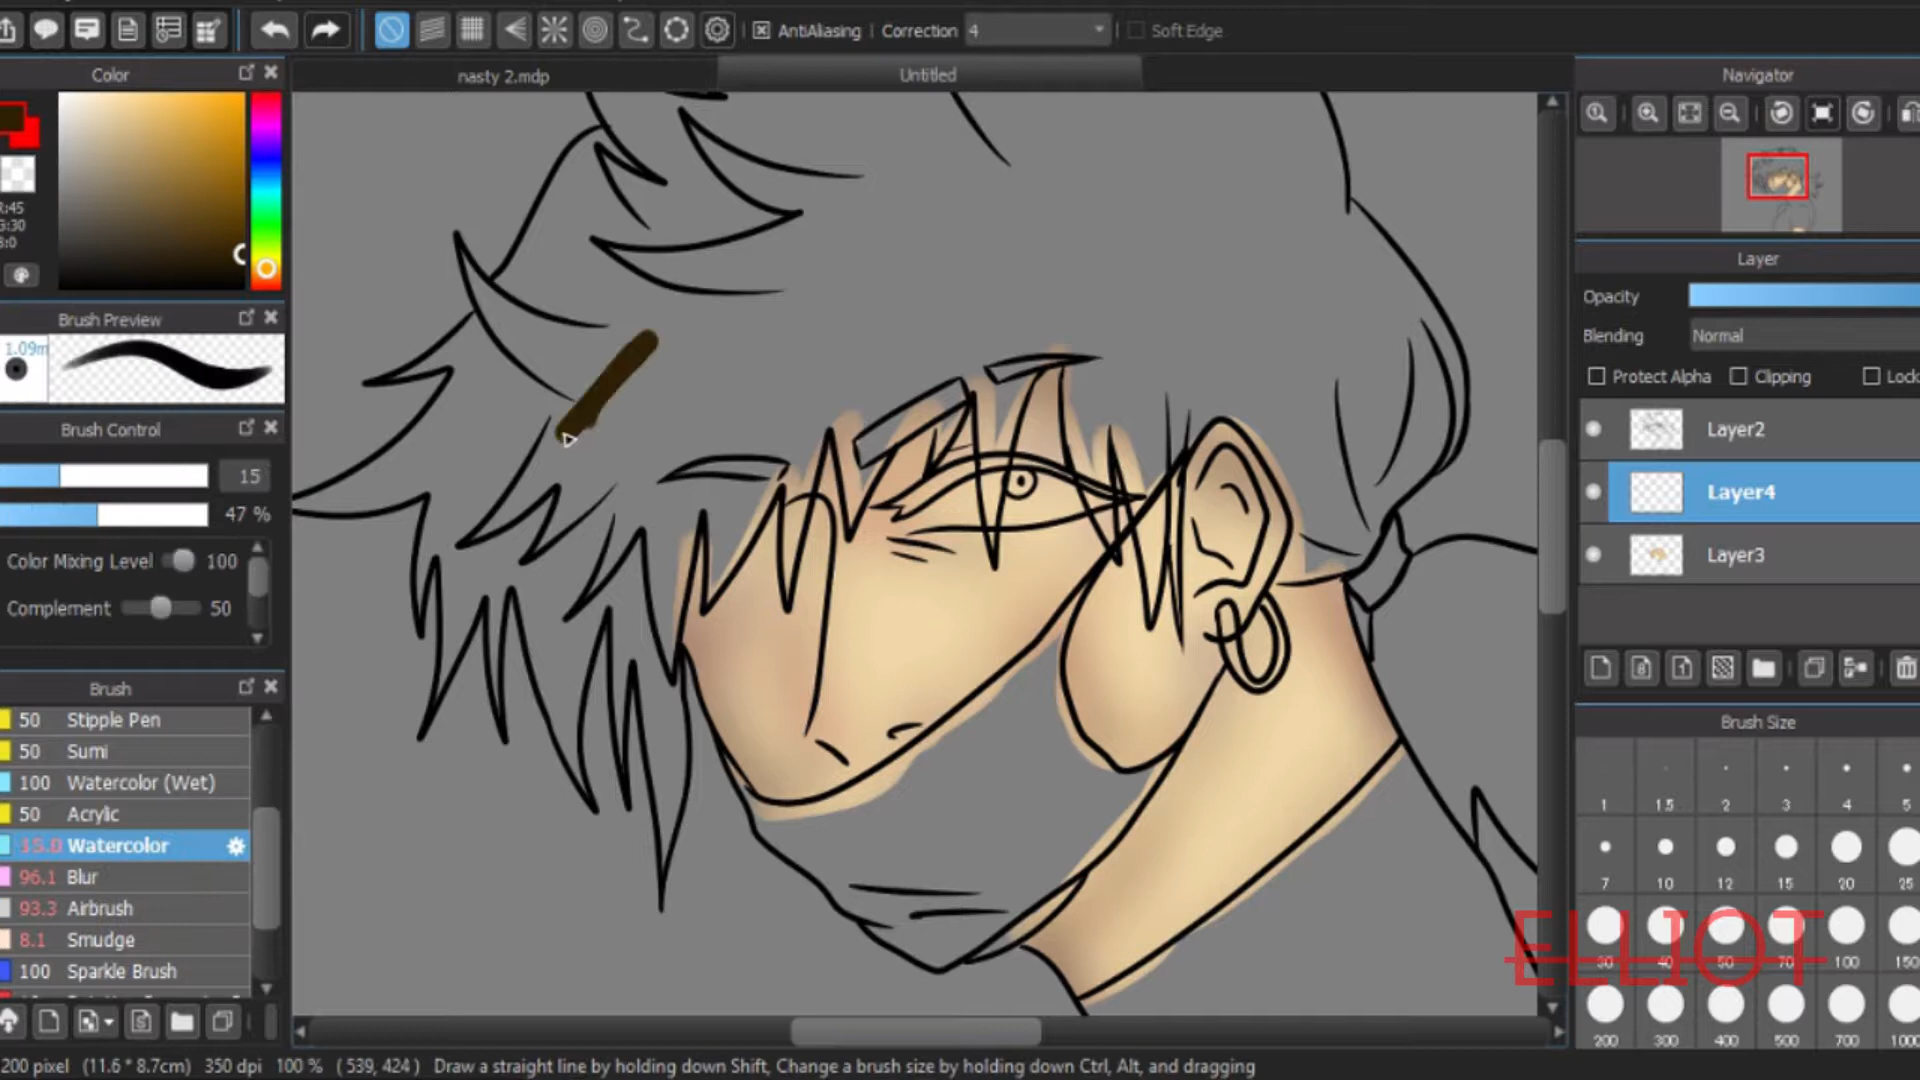 AntiAliasing Correction 4 Soft Edge
Color
nasty 2.mdp
Untitled
Navigator
R:45
G:30
B:0
Layer
Opacity
Brush Preview
Blending Normal
1.09m
Protect Alpha Clipping Lock
Brush Control
Layer2
15
Layer4
47 %
Color Mixing Level 100
Layer3
Complement 50
Brush
50 Stipple Pen
50 Sumi
100 Watercolor (Wet)
50 Acrylic
15.0 Watercolor
96.1 Blur
93.3 Airbrush
8.1 Smudge
100 Sparkle Brush
Brush Size
1 1.5 2 3 4 5
7 10 12 15 20 25
30 40 50 70 100 150
200 300 400 500 700 1000
ELLIOT
200 pixel (11.6 * 8.7cm) 350 dpi 100 % ( 539, 424 ) Draw a straight line by holding down Shift, Change a brush size by holding down Ctrl, Alt, and dragging